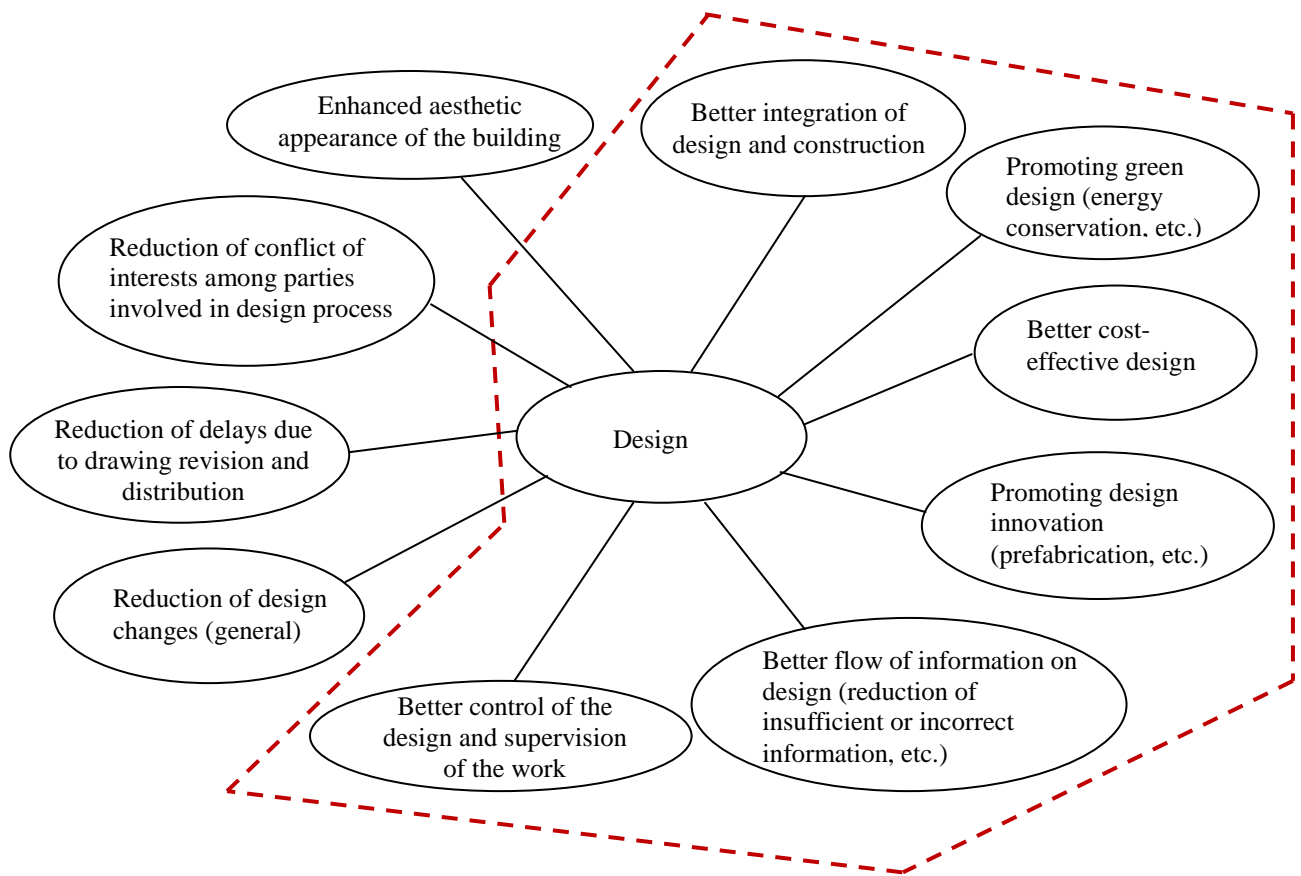 Enhanced aesthetic
appearance of the building
Better integration of
design and construction
Promoting green
design (energy
conservation, etc.)
Reduction of conflict of
interests among parties
involved in design process
Better cost-
effective design
Reduction of delays due
to drawing revision and
distribution
Design
Promoting design
innovation
(prefabrication, etc.)
Reduction of design
changes (general)
Better flow of information on
design (reduction of
insufficient or incorrect
information, etc.)
Better control of the
design and supervision
of the work